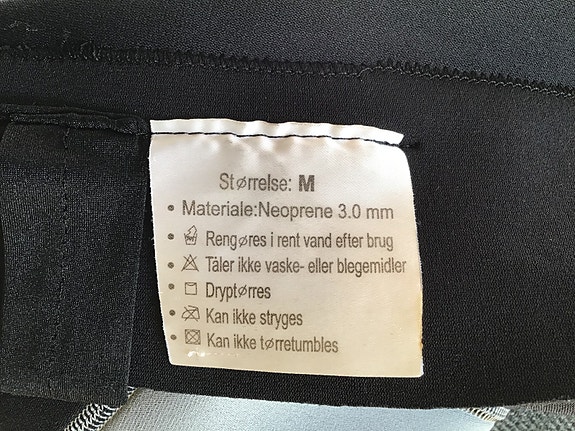 Størrelse: M
• Materiale:Neoprene 3.0 mm
• Rengøres i rent vand efter brug
• Tåler ikke vaske- eller blegemidler
• Dryptørres
• Kan ikke stryges
• Kan ikke tørretumbles